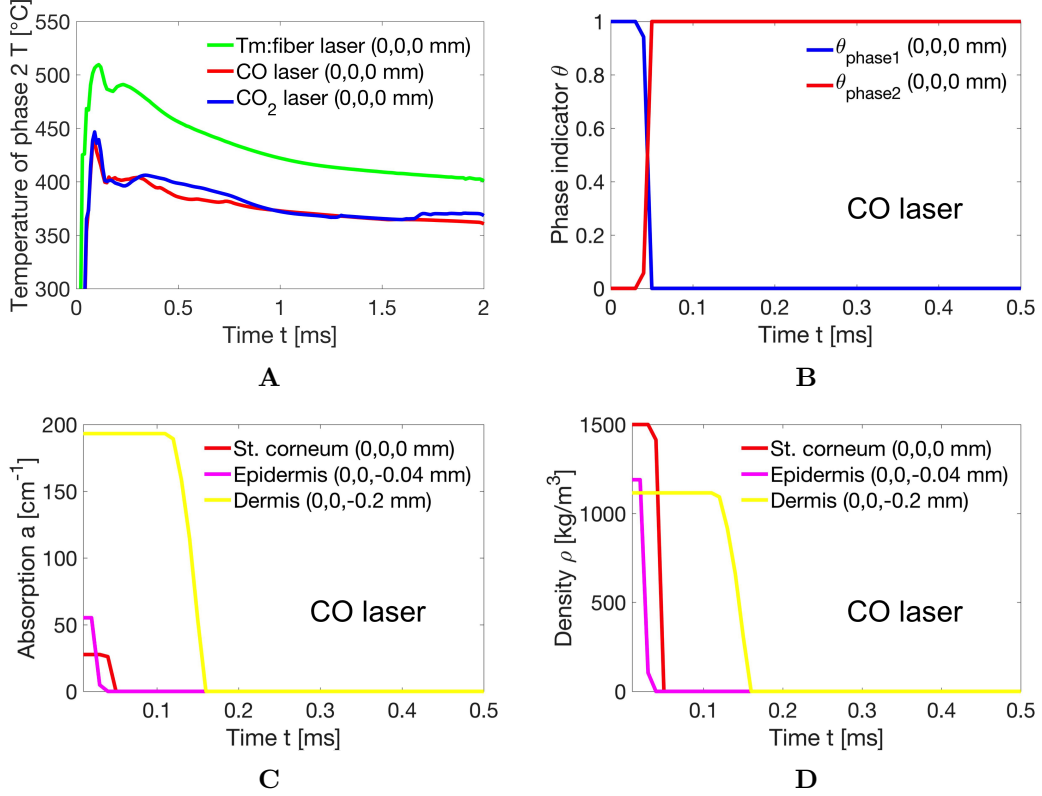 Temperature of phase 2 T [°C]
550
500
450
400
350
300
0
0.5
1
1.5
2
Time t [ms]
Tm:fiber laser (0,0,0 mm)
CO laser (0,0,0 mm)
CO2 laser (0,0,0 mm)
A
Phase indicator θ
1
0.8
0.6
0.4
0.2
0
0
0.1
0.2
0.3
0.4
0.5
Time t [ms]
θphase1 (0,0,0 mm)
θphase2 (0,0,0 mm)
CO laser
B
Absorption a [cm-1]
200
150
100
50
0
0.1
0.2
0.3
0.4
0.5
Time t [ms]
St. corneum (0,0,0 mm)
Epidermis (0,0,-0.04 mm)
Dermis (0,0,-0.2 mm)
CO laser
C
Density ρ [kg/m3]
1500
1000
500
0
0.1
0.2
0.3
0.4
0.5
Time t [ms]
St. corneum (0,0,0 mm)
Epidermis (0,0,-0.04 mm)
Dermis (0,0,-0.2 mm)
CO laser
D